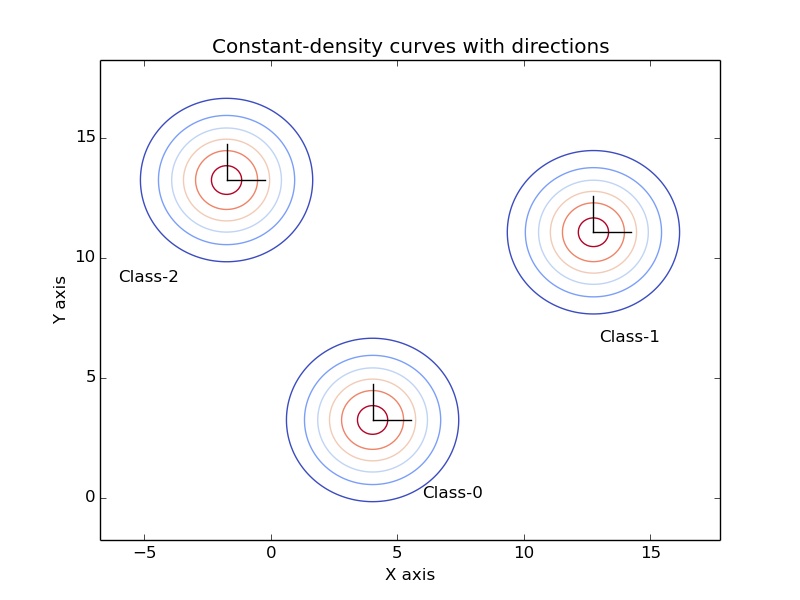 Constant-density curves with directions
15
10
5
0
Y axis
Class-2
Class-1
Class-0
−5
0
5
10
15
X axis